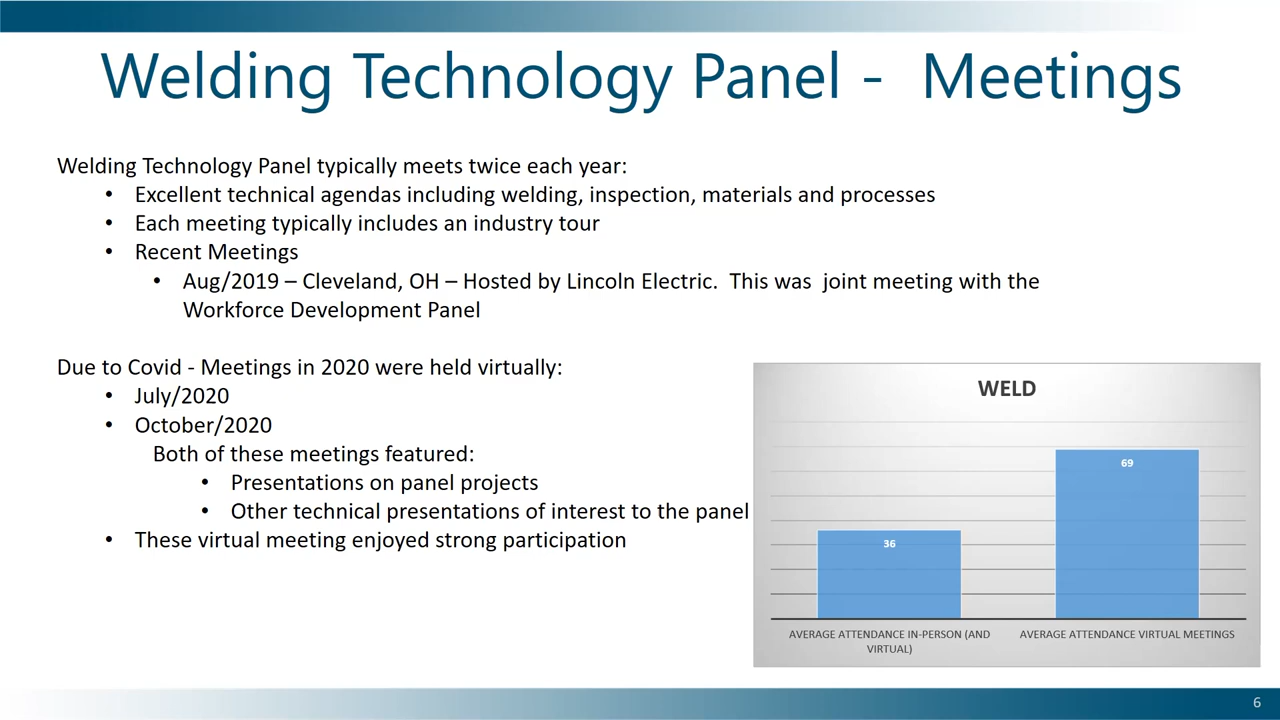 Welding Technology Panel - Meetings
Welding Technology Panel typically meets twice each year:
• Excellent technical agendas including welding, inspection, materials and processes
• Each meeting typically includes an industry tour
• Recent Meetings
• Aug/2019 – Cleveland, OH – Hosted by Lincoln Electric. This was joint meeting with the
Workforce Development Panel
Due to Covid - Meetings in 2020 were held virtually:
• July/2020
• October/2020
Both of these meetings featured:
• Presentations on panel projects
• Other technical presentations of interest to the panel
• These virtual meeting enjoyed strong participation
WELD
69
36
AVERAGE ATTENDANCE IN-PERSON (AND
VIRTUAL)
AVERAGE ATTENDANCE VIRTUAL MEETINGS
6